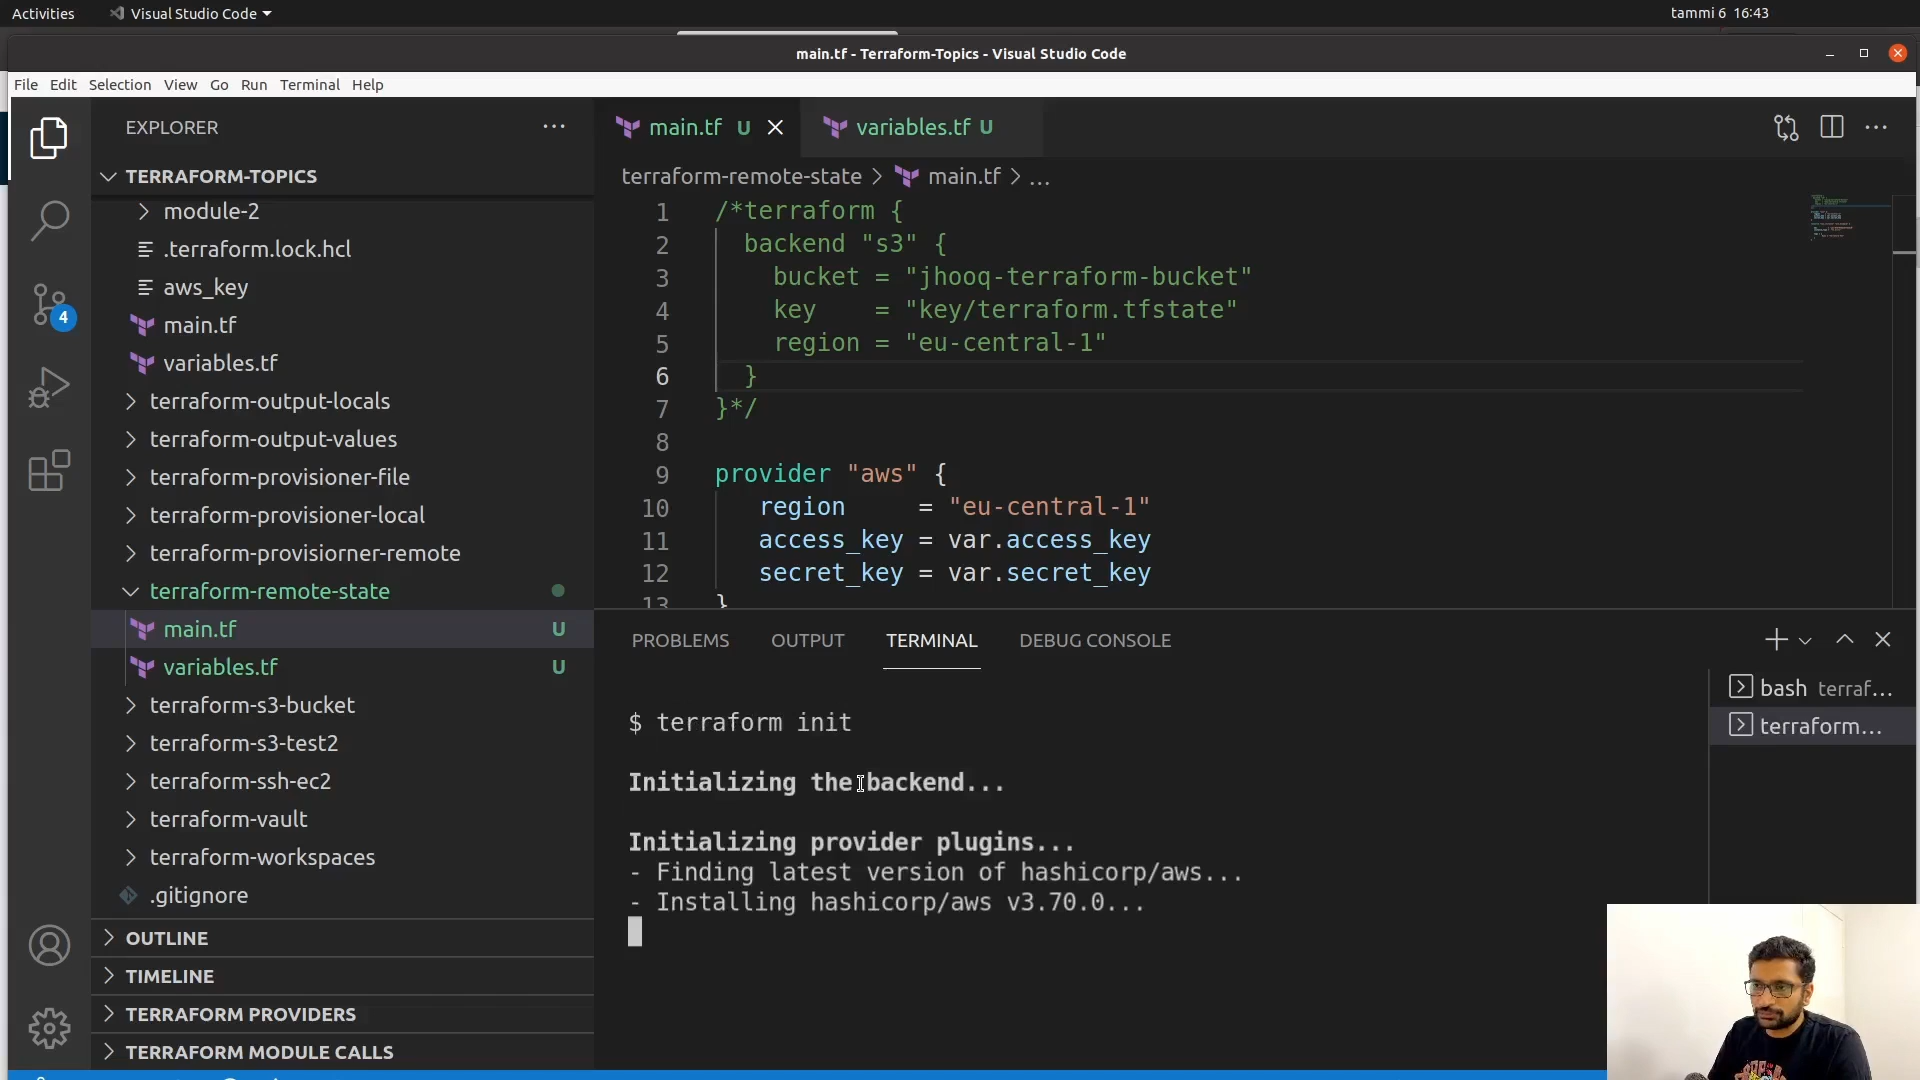 Activities
Visual Studio Code
tammi 6 16:43
main.tf - Terraform-Topics - Visual Studio Code
File Edit Selection View Go Run Terminal Help
EXPLORER
TERRAFORM-TOPICS
module-2
.terraform.lock.hcl
aws_key
main.tf
variables.tf
terraform-output-locals
terraform-output-values
terraform-provisioner-file
terraform-provisioner-local
terraform-provisiorner-remote
terraform-remote-state
main.tf U
variables.tf U
terraform-s3-bucket
terraform-s3-test2
terraform-ssh-ec2
terraform-vault
terraform-workspaces
.gitignore
OUTLINE
TIMELINE
TERRAFORM PROVIDERS
TERRAFORM MODULE CALLS
4
main.tf U
variables.tf U
terraform-remote-state > main.tf > ...
1 /*terraform {
2 backend "s3" {
3 bucket = "jhooq-terraform-bucket"
4 key = "key/terraform.tfstate"
5 region = "eu-central-1"
6 }
7 }*/
8
9 provider "aws" {
10 region = "eu-central-1"
11 access_key = var.access_key
12 secret_key = var.secret_key
13 }
PROBLEMS OUTPUT TERMINAL DEBUG CONSOLE
$ terraform init
Initializing the backend...
Initializing provider plugins...
- Finding latest version of hashicorp/aws...
- Installing hashicorp/aws v3.70.0...
bash terraf...
terraform...